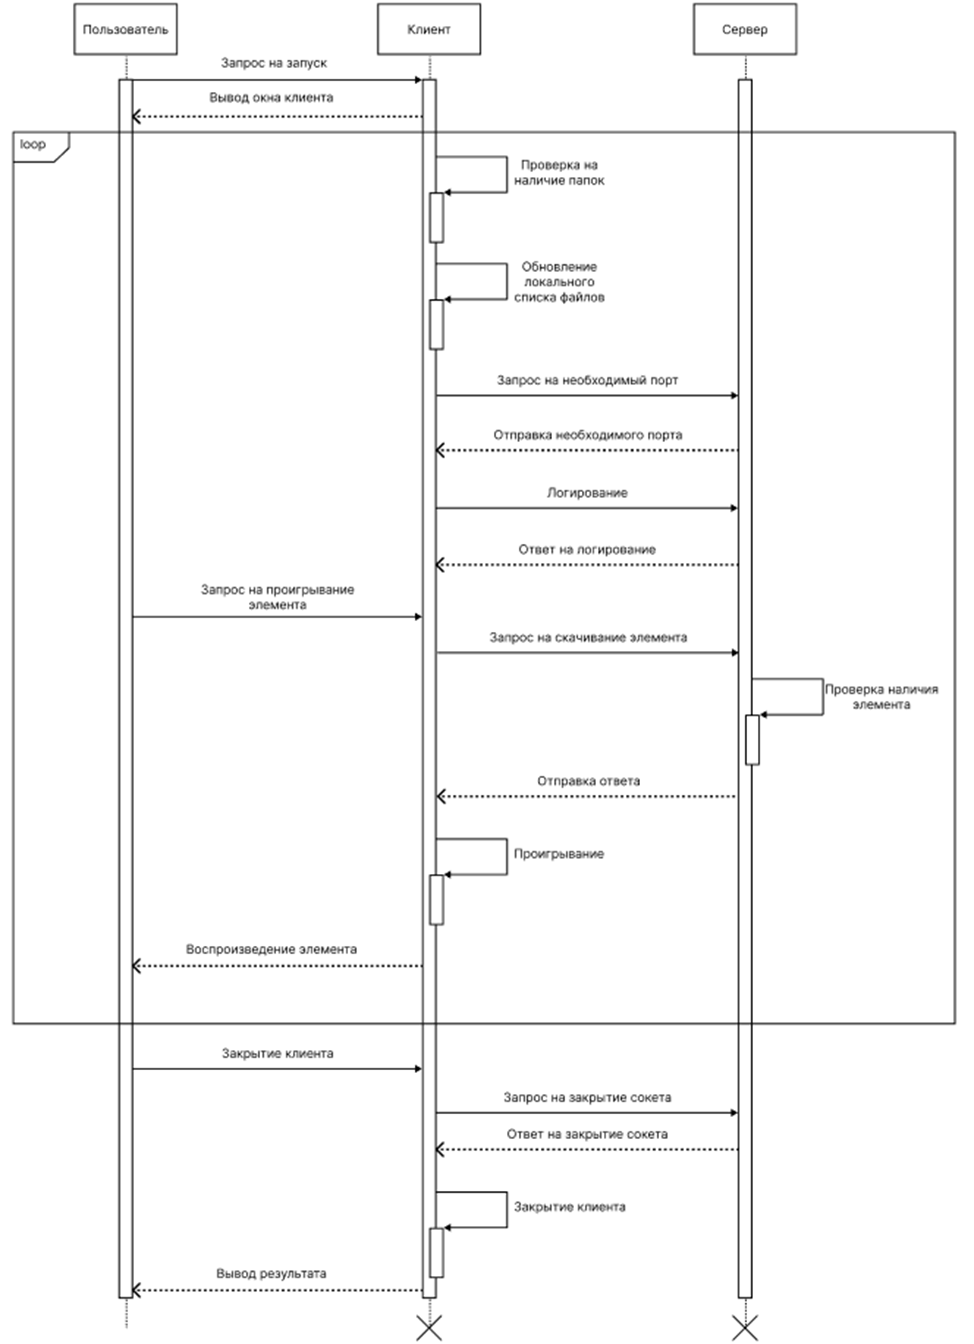 Пользователь
Клиент
Сервер
Запрос на запуск
Вывод окна клиента
loop
Проверка на
наличие папок
Обновление
локального
списка файлов
Запрос на необходимый порт
Отправка необходимого порта
Логирование
Ответ на логирование
Запрос на проигрывание
элемента
Запрос на скачивание элемента
Проверка наличия
элемента
Отправка ответа
Проигрывание
Воспроизведение элемента
Закрытие клиента
Запрос на закрытие сокета
Ответ на закрытие сокета
Закрытие клиента
Вывод результата